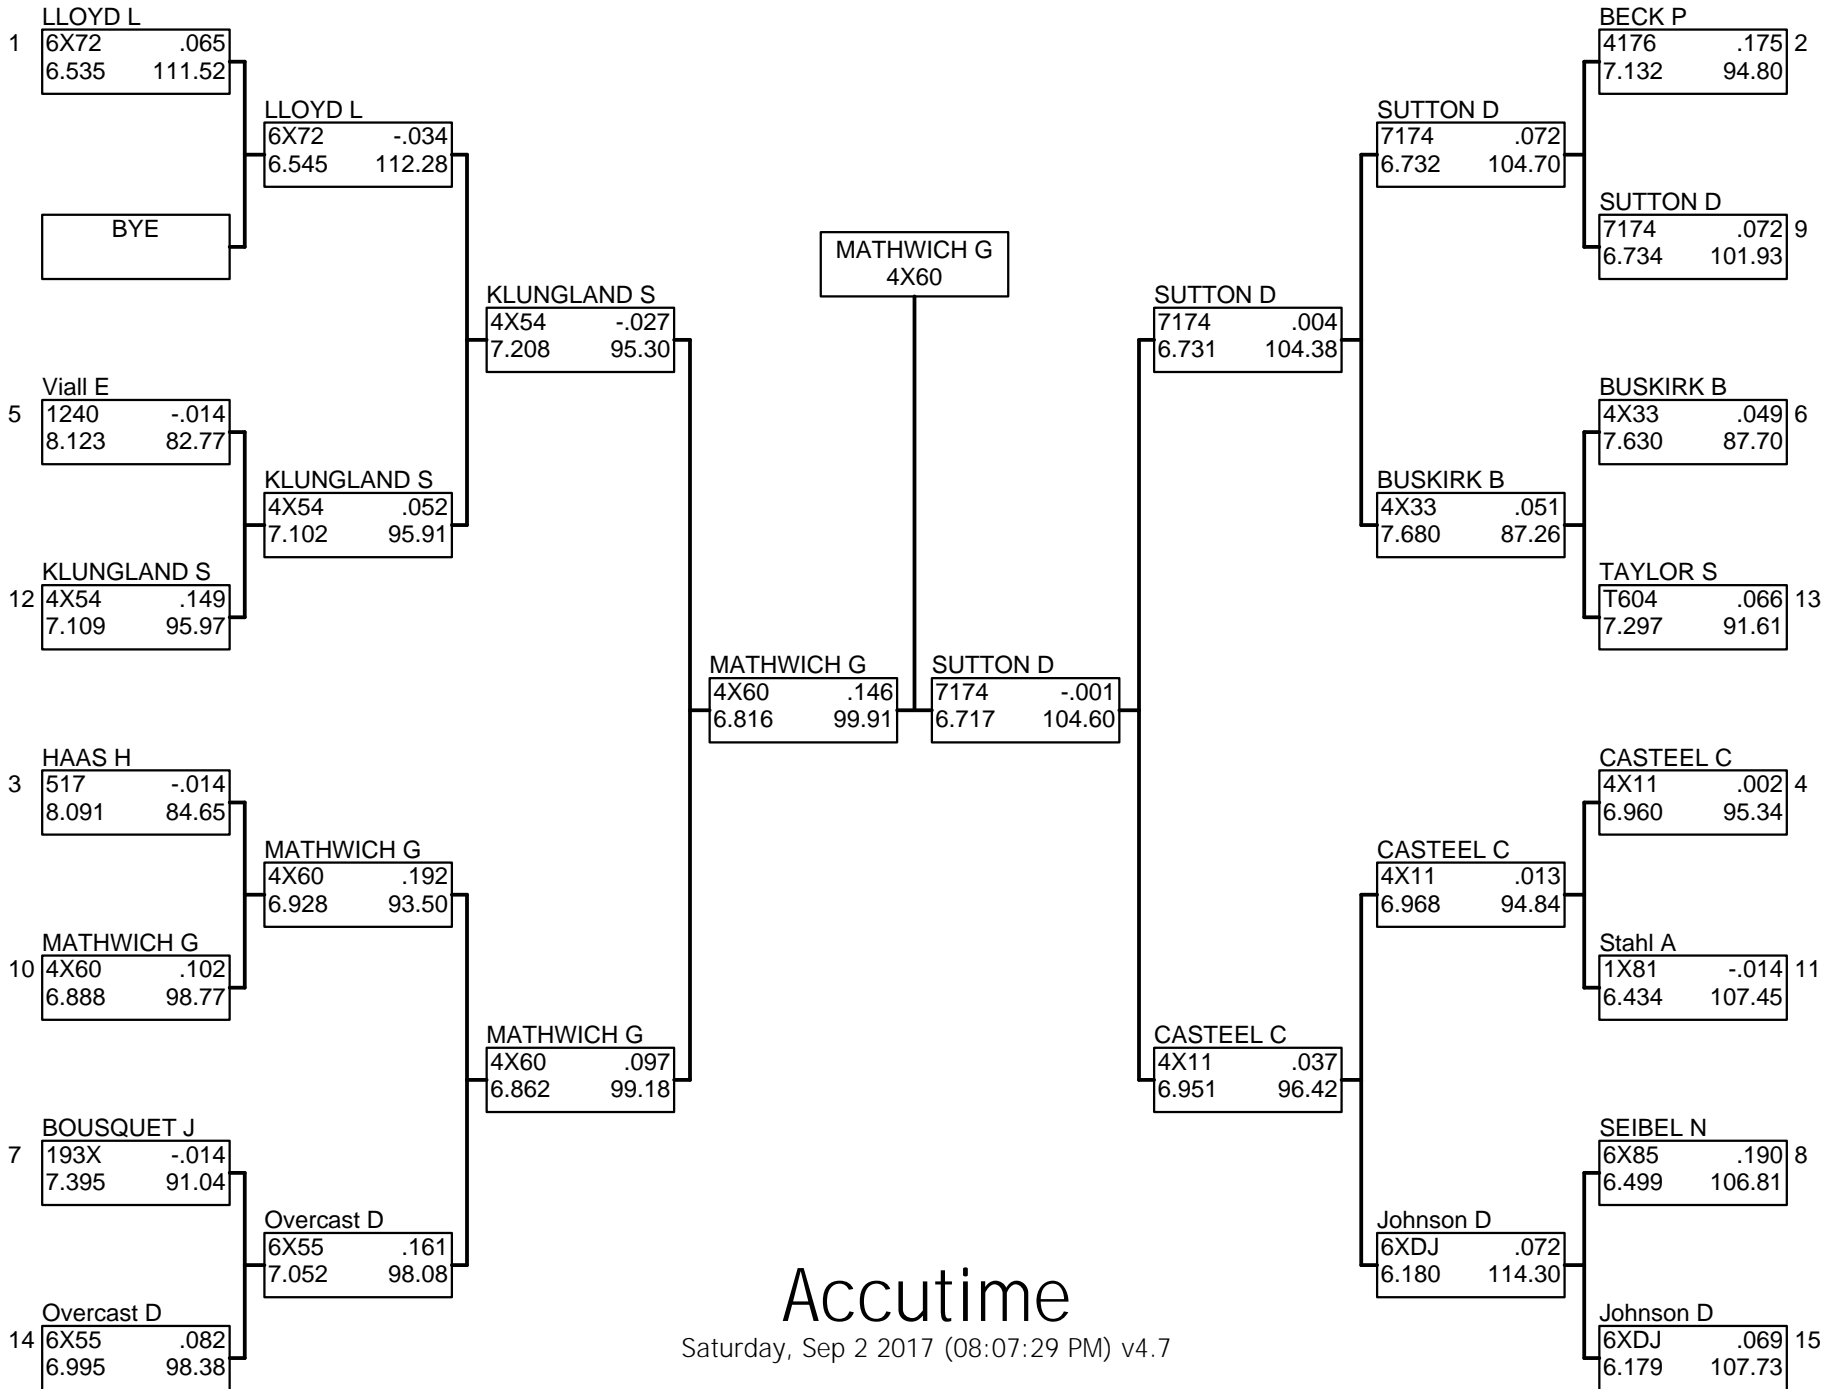 LLOYD L
1 6X72 .065
6.535 111.52
BYE
Viall E
5 1240 -.014
8.123 82.77
KLUNGLAND S
12 4X54 .149
7.109 95.97
HAAS H
3 517 -.014
8.091 84.65
MATHWICH G
10 4X60 .102
6.888 98.77
BOUSQUET J
7 193X -.014
7.395 91.04
Overcast D
14 6X55 .082
6.995 98.38
LLOYD L
6X72 -.034
6.545 112.28
KLUNGLAND S
4X54 .052
7.102 95.91
MATHWICH G
4X60 .192
6.928 93.50
Overcast D
6X55 .161
7.052 98.08
KLUNGLAND S
4X54 -.027
7.208 95.30
MATHWICH G
4X60 .097
6.862 99.18
MATHWICH G
4X60 .146
6.816 99.91
MATHWICH G
4X60
SUTTON D
7174 -.001
6.717 104.60
SUTTON D
7174 .004
6.731 104.38
CASTEEL C
4X11 .037
6.951 96.42
SUTTON D
7174 .072
6.732 104.70
BUSKIRK B
4X33 .051
7.680 87.26
CASTEEL C
4X11 .013
6.968 94.84
Johnson D
6XDJ .072
6.180 114.30
BECK P
4176 .175 2
7.132 94.80
SUTTON D
7174 .072 9
6.734 101.93
BUSKIRK B
4X33 .049 6
7.630 87.70
TAYLOR S
T604 .066 13
7.297 91.61
CASTEEL C
4X11 .002 4
6.960 95.34
Stahl A
1X81 -.014 11
6.434 107.45
SEIBEL N
6X85 .190 8
6.499 106.81
Johnson D
6XDJ .069 15
6.179 107.73
Accutime
Saturday, Sep 2 2017 (08:07:29 PM) v4.7